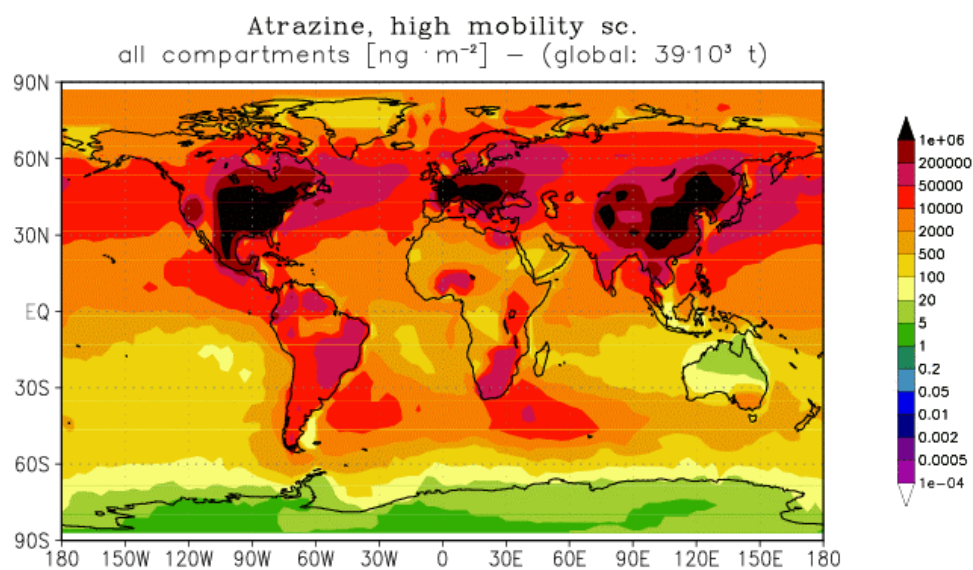 Atrazine, high mobility sc.
all compartments [ng · m⁻²] – (global: 39·10³ t)
90N
60N
30N
EQ
30S
60S
90S
180 150W 120W 90W 60W 30W 0 30E 60E 90E 120E 150E 180
1e+06
200000
50000
10000
2000
500
100
20
5
1
0.2
0.05
0.01
0.002
0.0005
1e-04